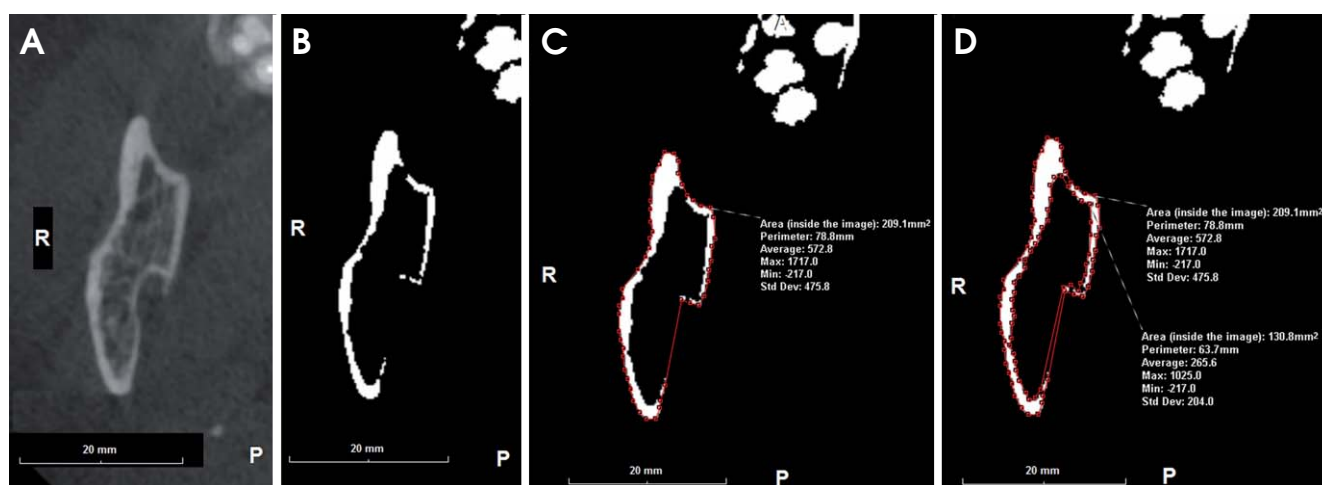 A
R
20 mm
P
B
R
20 mm
P
C
A
R
Area (inside the image): 209.1mm²
Perimeter: 78.8mm
Average: 572.8
Max: 1717.0
Min: -217.0
Std Dev: 475.8
20 mm
P
D
R
Area (inside the image): 209.1mm²
Perimeter: 78.8mm
Average: 572.8
Max: 1717.0
Min: -217.0
Std Dev: 475.8
Area (inside the image): 130.8mm²
Perimeter: 63.7mm
Average: 265.6
Max: 1025.0
Min: -217.0
Std Dev: 204.0
20 mm
P